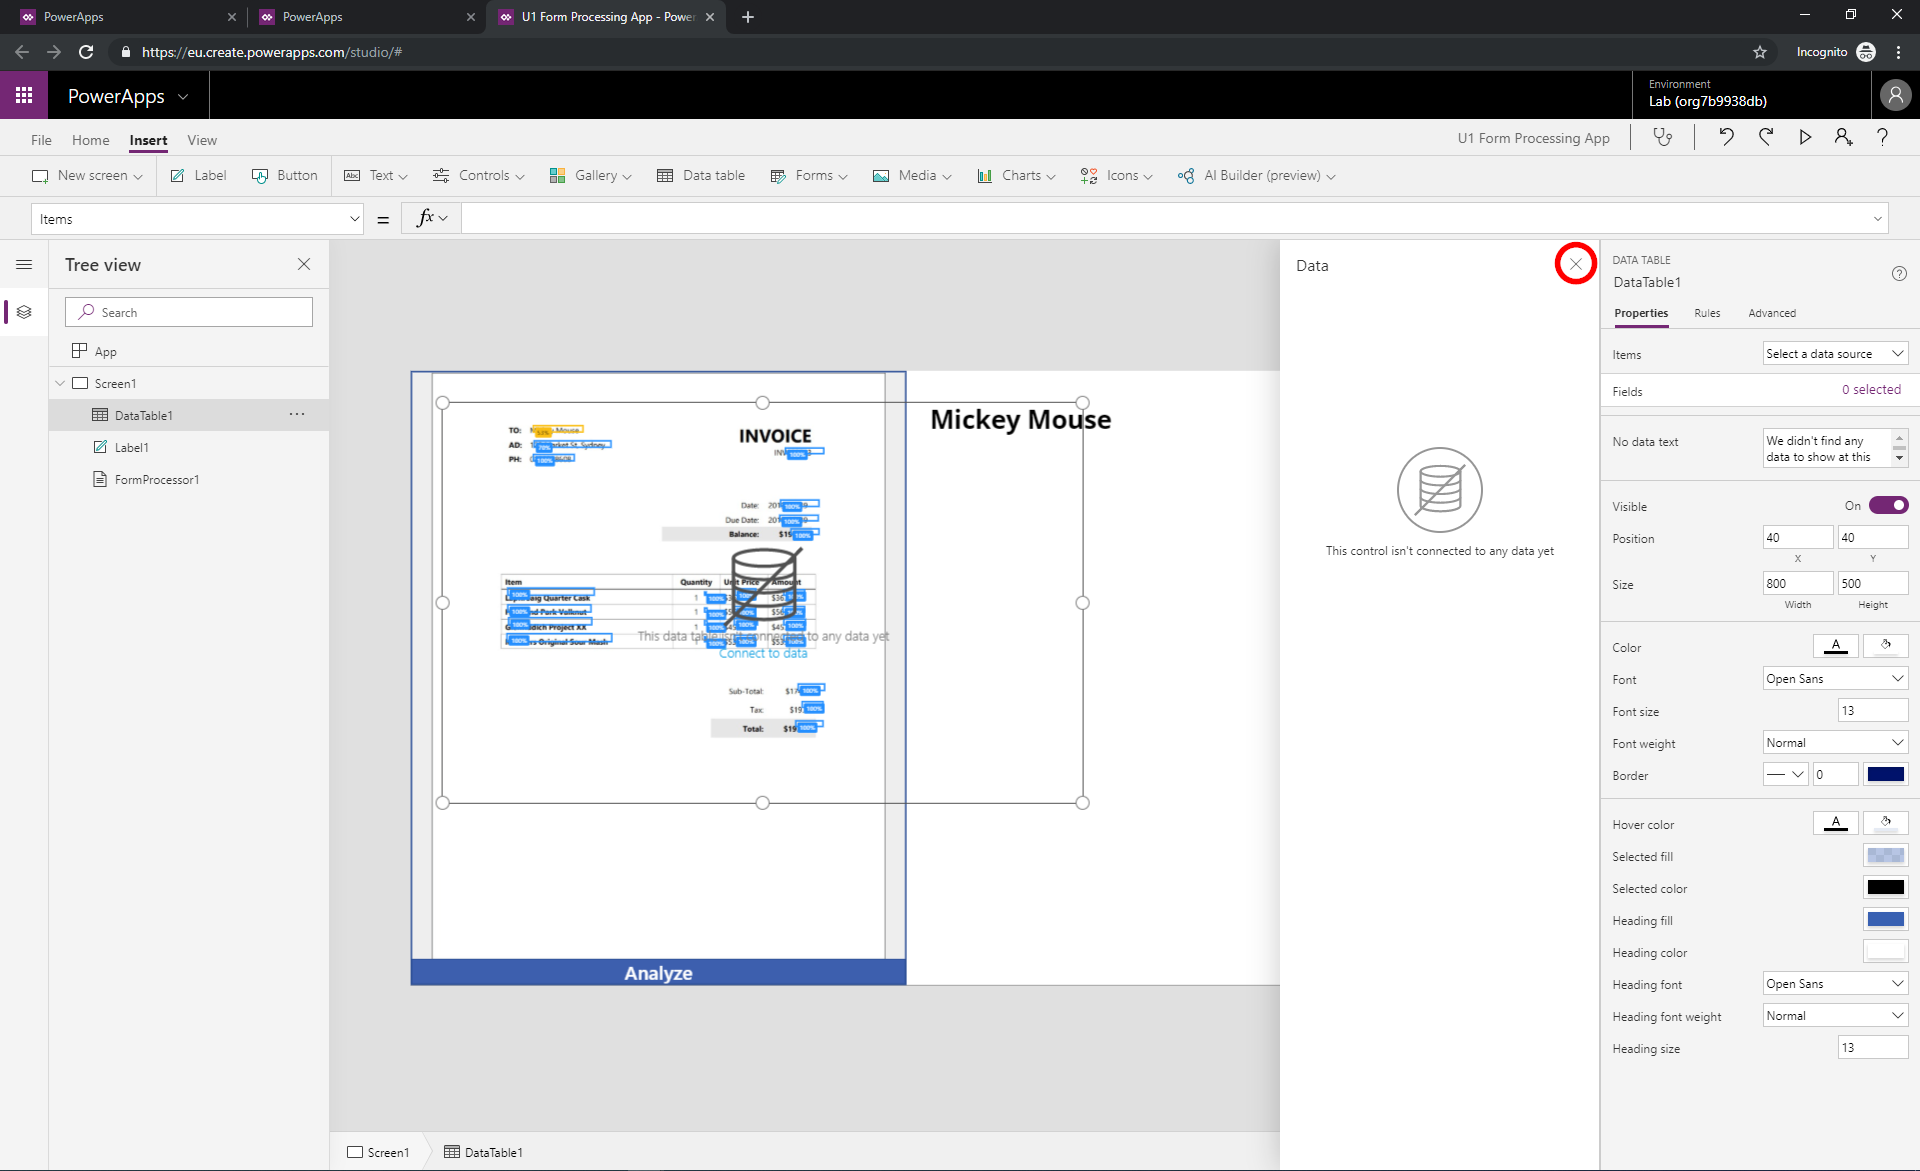 PowerApps
PowerApps
U1 Form Processing App - Power
https://eu.create.powerapps.com/studio/#
Incognito
PowerApps
Environment
Lab (org7b9938db)
File Home Insert View
U1 Form Processing App
New screen Label Button Text Controls Gallery Data table Forms Media Charts Icons AI Builder (preview)
Items = fx
Tree view
Search
App
Screen1
DataTable1
Label1
FormProcessor1
TO:
AD:
PH:
INVOICE
Date:
Due Date:
Balance:
Item Quantity Unit Price Amount
This data table isn't connected to any data yet
Connect to data
Sub-Total:
Tax:
Total:
Analyze
Mickey Mouse
Data
This control isn't connected to any data yet
DATA TABLE
DataTable1
Properties Rules Advanced
Items Select a data source
Fields 0 selected
No data text We didn't find any
data to show at this
Visible On
Position 40 40
X Y
Size 800 500
Width Height
Color
Font Open Sans
Font size 13
Font weight Normal
Border 0
Hover color
Selected fill
Selected color
Heading fill
Heading color
Heading font Open Sans
Heading font weight Normal
Heading size 13
Screen1 DataTable1